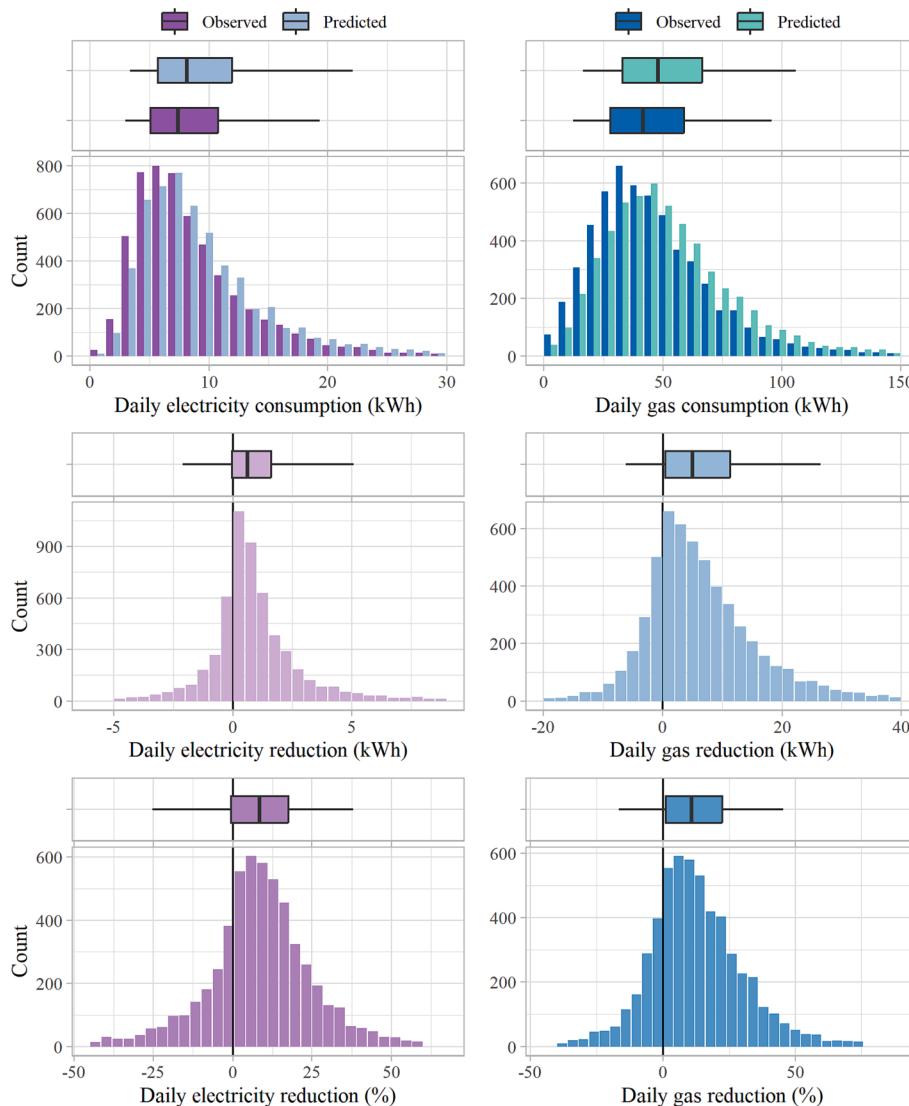 Observed Predicted
Observed Predicted
800
600
400
200
0
Count
0 10 20 30
Daily electricity consumption (kWh)
600
400
200
0
0 50 100 150
Daily gas consumption (kWh)
900
600
300
0
Count
-5 0 5
Daily electricity reduction (kWh)
600
400
200
0
-20 0 20 40
Daily gas reduction (kWh)
600
400
200
0
Count
-50 -25 0 25 50
Daily electricity reduction (%)
600
400
200
0
-50 0 50
Daily gas reduction (%)